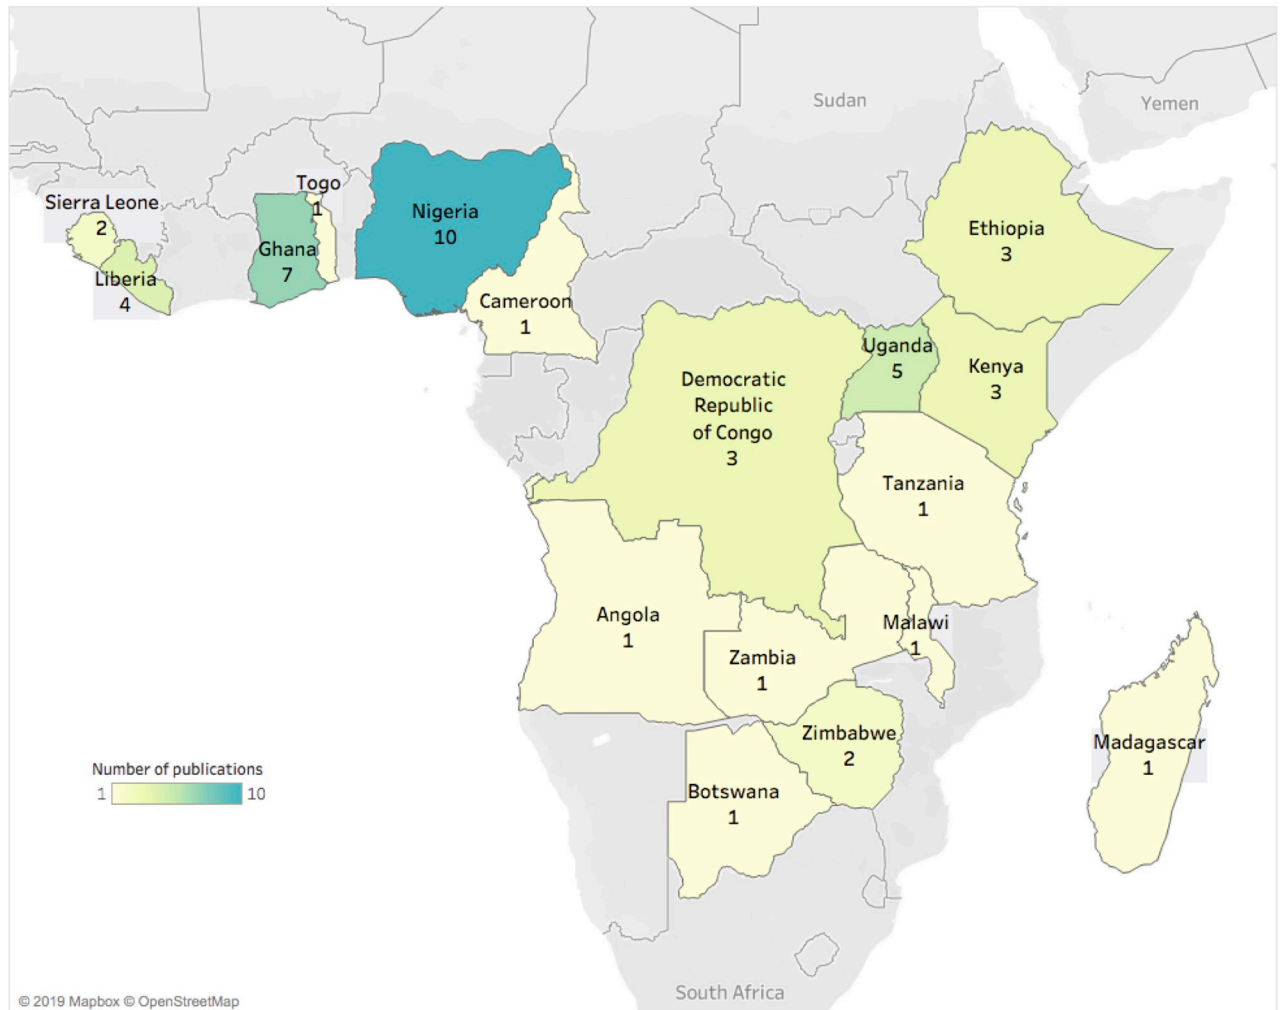 Sudan
Yemen
Togo
1
Sierra Leone
2
Nigeria
10
Ghana
7
Ethiopia
3
Liberia
4
Cameroon
1
Uganda
5
Kenya
3
Democratic
Republic
of Congo
3
Tanzania
1
Angola
1
Malawi
1
Zambia
1
Zimbabwe
2
Madagascar
1
Botswana
1
Number of publications
1 10
South Africa
© 2019 Mapbox © OpenStreetMap